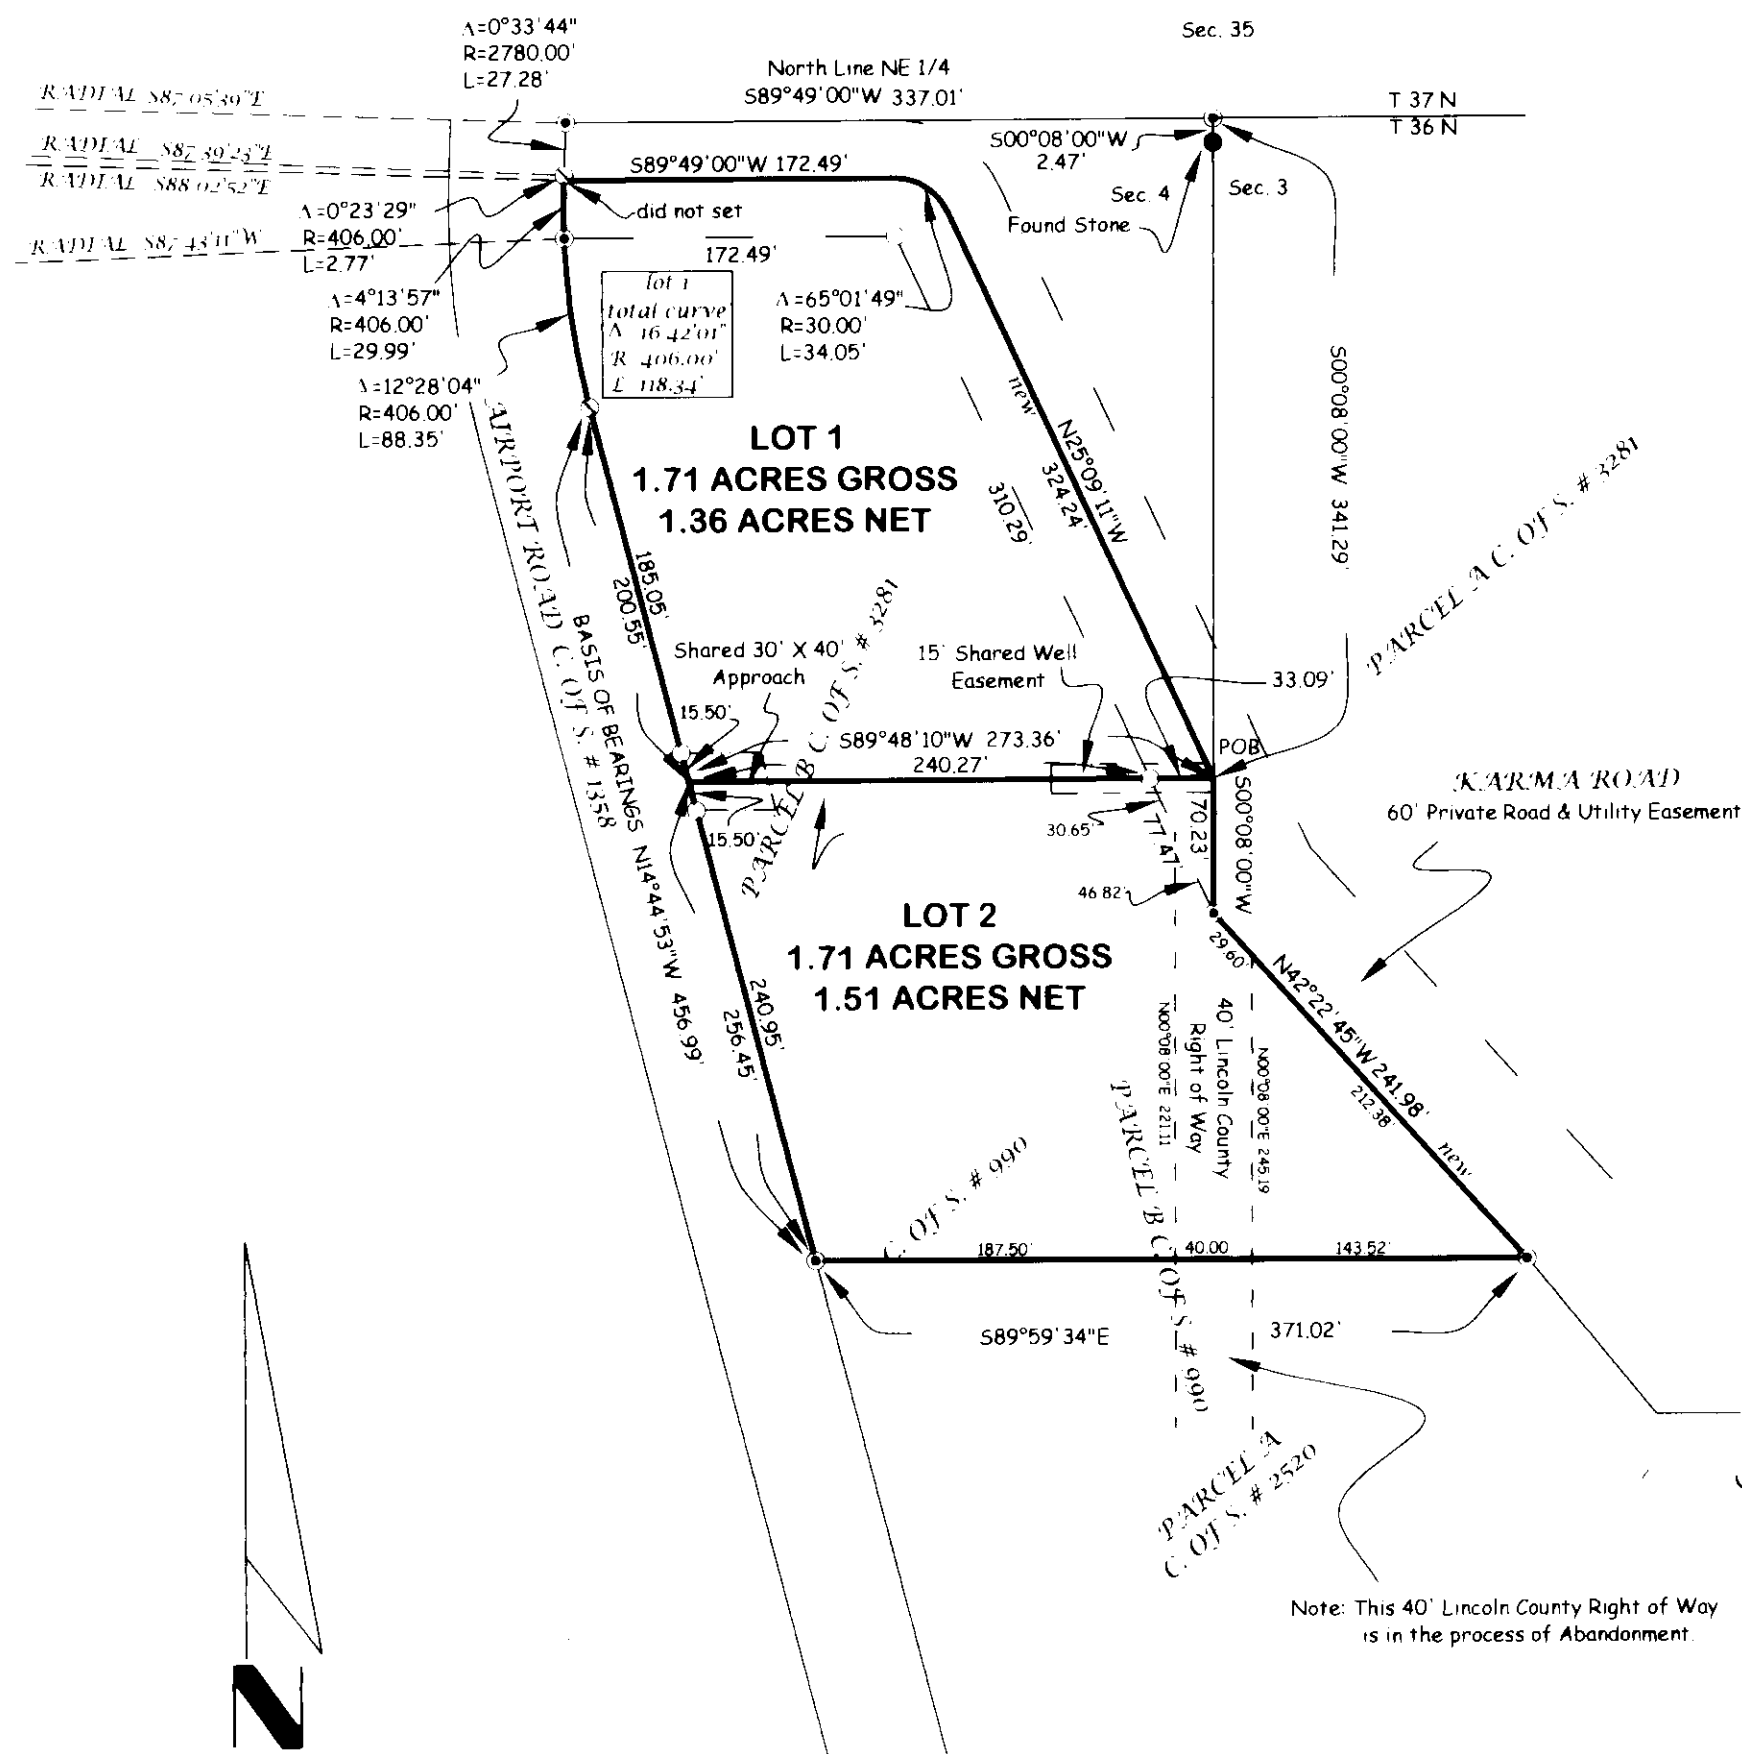 Δ=0°33'44"
R=2780.00'
L=27.28'
Sec. 35
North Line NE 1/4
S89°49'00"W 337.01'
T 37 N
T 36 N
RADIAL S87°05'39"E
RADIAL S87°39'23"E
RADIAL S88°02'52"E
RADIAL S87°43'11"W
S00°08'00"W
2.47'
S89°49'00"W 172.49'
Sec. 4
Sec. 3
Found Stone
Δ=0°23'29"
R=406.00'
L=2.77'
did not set
172.49'
Δ=4°13'57"
R=406.00'
L=29.99'
lot 1
total curve
Δ 16°42'01"
R 406.00'
L 118.34'
Δ=65°01'49"
R=30.00'
L=34.05'
Δ=12°28'04"
R=406.00'
L=88.35'
LOT 1
1.71 ACRES GROSS
1.36 ACRES NET
new
N25°09'11"W
324.24'
310.29'
S00°08'00"W 341.29'
PARCEL A C. OF S. # 3281
AIRPORT ROAD C. OF S. # 1358
185.05'
200.55'
BASIS OF BEARINGS N14°44'53"W 456.99'
Shared 30' X 40'
Approach
PARCEL B C. OF S. # 3281
15' Shared Well
Easement
33.09'
15.50'
S89°48'10"W 273.36'
240.27'
POB
KARMA ROAD
60' Private Road & Utility Easement
15.50'
30.65'
77.47'
70.23'
S00°08'00"W
46.82'
29.60'
LOT 2
1.71 ACRES GROSS
1.51 ACRES NET
N42°22'45"W 241.98'
212.38'
new
240.95'
256.45'
N00°08'00"E 221.11
40' Lincoln County
Right of Way
N00°08'00"E 245.19
PARCEL B C. OF S. # 990
C. OF S. # 990
187.50'
40.00
143.52'
S89°59'34"E
371.02'
PARCEL A
C. OF S. # 2520
Note: This 40' Lincoln County Right of Way
is in the process of Abandonment.
N